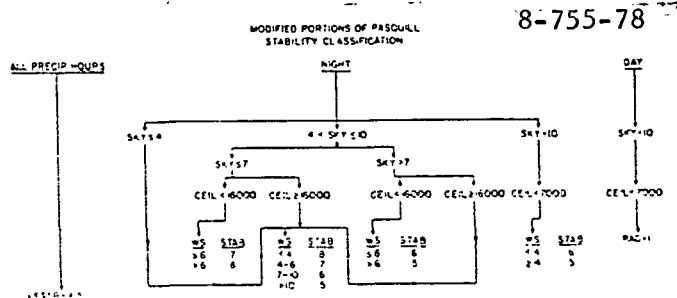 8-755-78
MODIFIED PORTIONS OF PASQUILL
STABILITY CLASSIFICATION
ALL PRECIP HOURS
NIGHT
DAY
SKY≤4
4<SKY≤10
SKY=10
SKY=10
SKY≤7
SKY>7
CEIL<16000
CEIL≥16000
CEIL<16000
CEIL≥16000
CEIL<7000
CEIL<7000
WS STAB
≤6 7
>6 6
WS STAB
<4 8
4-6 7
7-10 6
>10 5
WS STAB
≤6 6
>6 5
WS STAB
<4 6
≥4 5